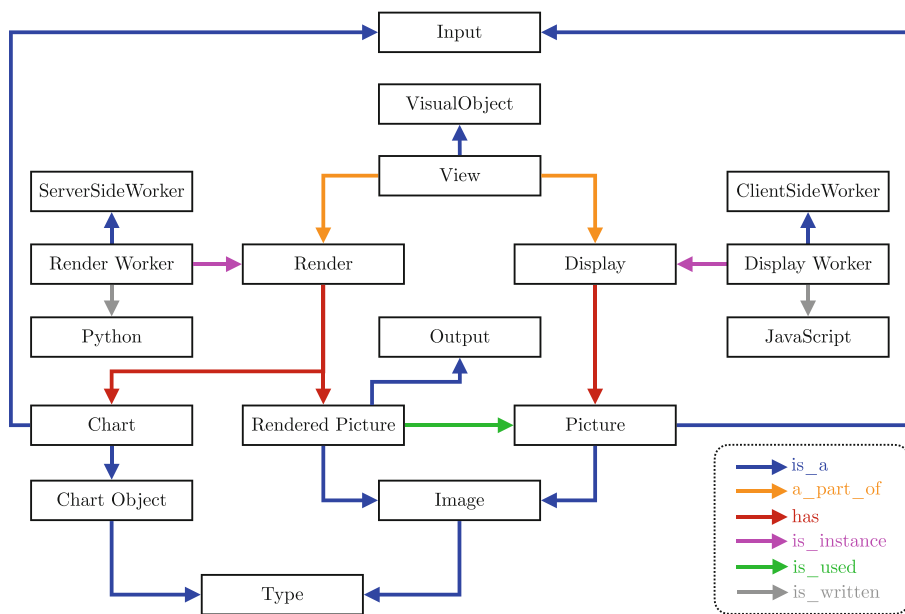 Input
VisualObject
View
ServerSideWorker
ClientSideWorker
Render Worker
Render
Display
Display Worker
Python
Output
JavaScript
Chart
Rendered Picture
Picture
Chart Object
Image
Type
is_a
a_part_of
has
is_instance
is_used
is_written